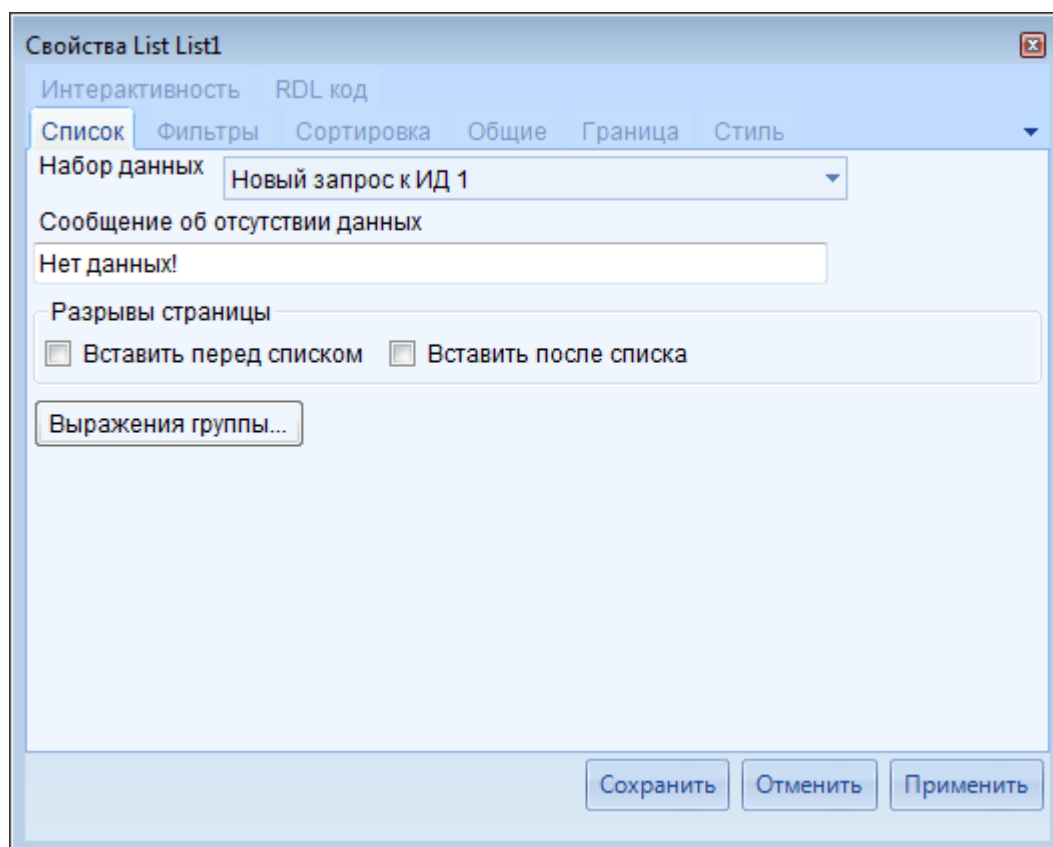 Свойства List List1
Интерактивность RDL код
Список Фильтры Сортировка Общие Граница Стиль
Набор данных Новый запрос к ИД 1
Сообщение об отсутствии данных
Нет данных!
Разрывы страницы
Вставить перед списком Вставить после списка
Выражения группы...
Сохранить Отменить Применить